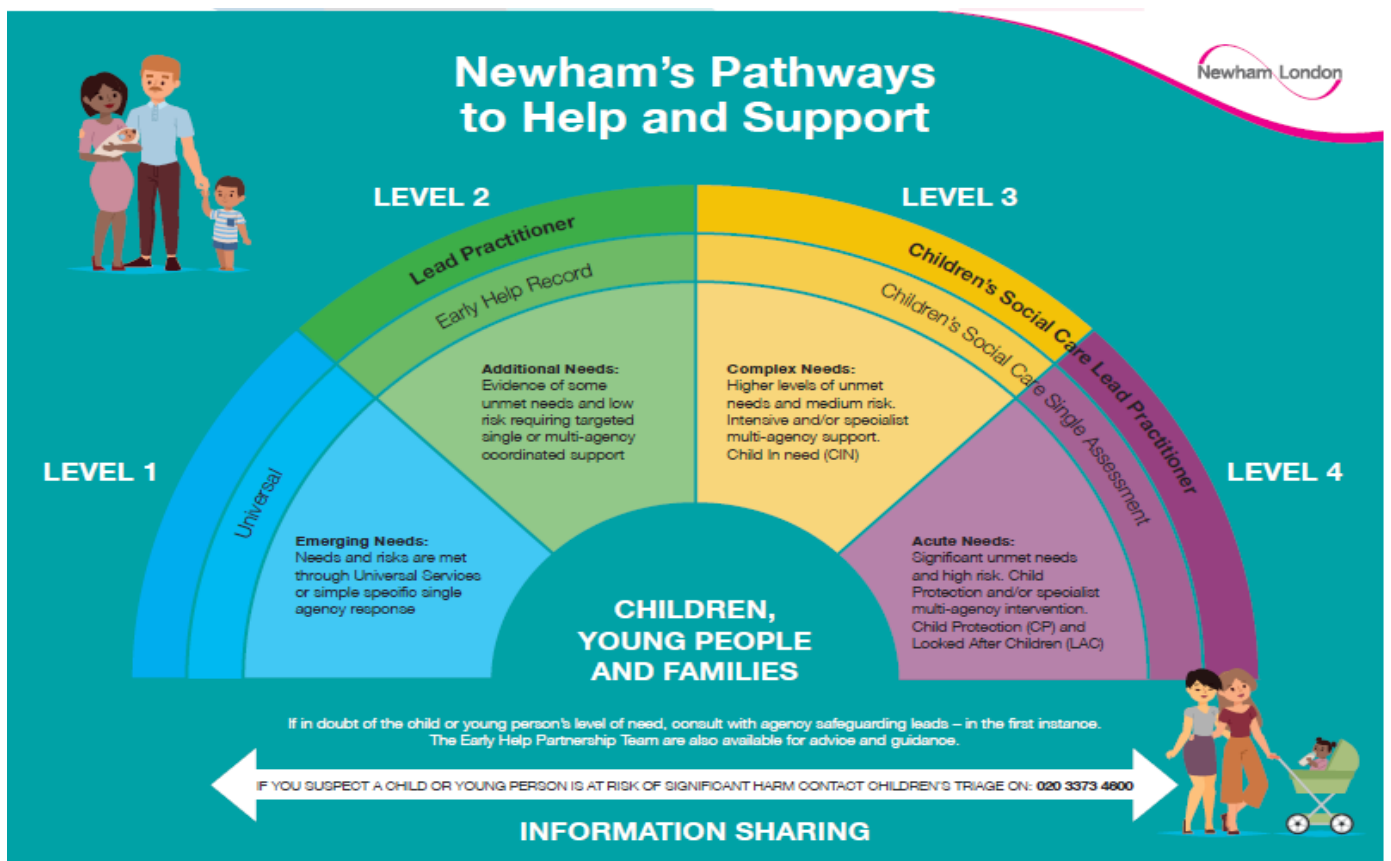 Newham's Pathways
to Help and Support
Newham London
LEVEL 1
Universal
Emerging Needs:
Needs and risks are met
through Universal Services
or simple specific single
agency response
LEVEL 2
Lead Practitioner
Early Help Record
Additional Needs:
Evidence of some
unmet needs and low
risk requiring targeted
single or multi-agency
coordinated support
LEVEL 3
Children's Social Care Lead Practitioner
Children's Social Care Single Assessment
Complex Needs:
Higher levels of unmet
needs and medium risk.
Intensive and/or specialist
multi-agency support.
Child In need (CIN)
LEVEL 4
Acute Needs:
Significant unmet needs
and high risk. Child
Protection and/or specialist
multi-agency intervention.
Child Protection (CP) and
Looked After Children (LAC)
CHILDREN,
YOUNG PEOPLE
AND FAMILIES
If in doubt of the child or young person's level of need, consult with agency safeguarding leads – in the first instance.
The Early Help Partnership Team are also available for advice and guidance.
IF YOU SUSPECT A CHILD OR YOUNG PERSON IS AT RISK OF SIGNIFICANT HARM CONTACT CHILDREN'S TRIAGE ON: 020 3373 4600
INFORMATION SHARING